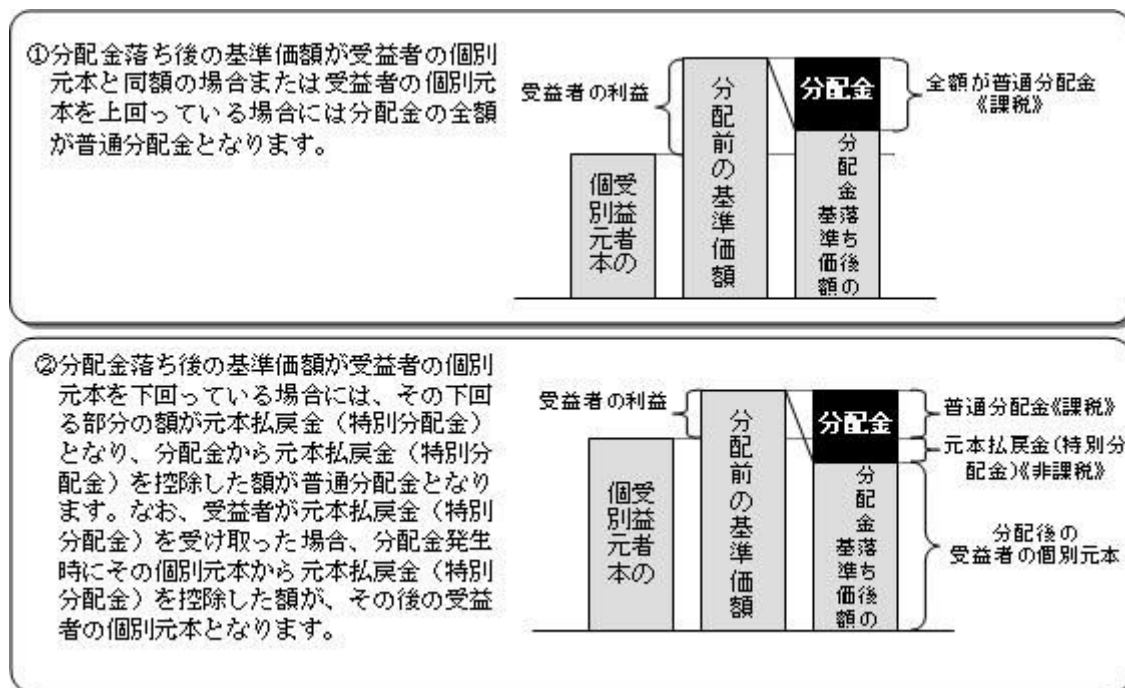 ①分配金落ち後の基準価額が受益者の個別
元本と同額の場合または受益者の個別元
本を上回っている場合には分配金の全額
が普通分配金となります。
受益者の利益
受益者の
個別元本
分配前の基準価額
分配金
分配金落ち後の
基準価額
全額が普通分配金
《課税》
②分配金落ち後の基準価額が受益者の個別
元本を下回っている場合には、その下回
る部分の額が元本払戻金（特別分配金）
となり、分配金から元本払戻金（特別分
配金）を控除した額が普通分配金となり
ます。なお、受益者が元本払戻金（特別
分配金）を受け取った場合、分配金発生
時にその個別元本から元本払戻金（特別
分配金）を控除した額が、その後の受益
者の個別元本となります。
受益者の利益
受益者の
個別元本
分配前の基準価額
分配金
分配金落ち後の
基準価額
普通分配金《課税》
元本払戻金(特別分
配金)《非課税》
分配後の
受益者の個別元本